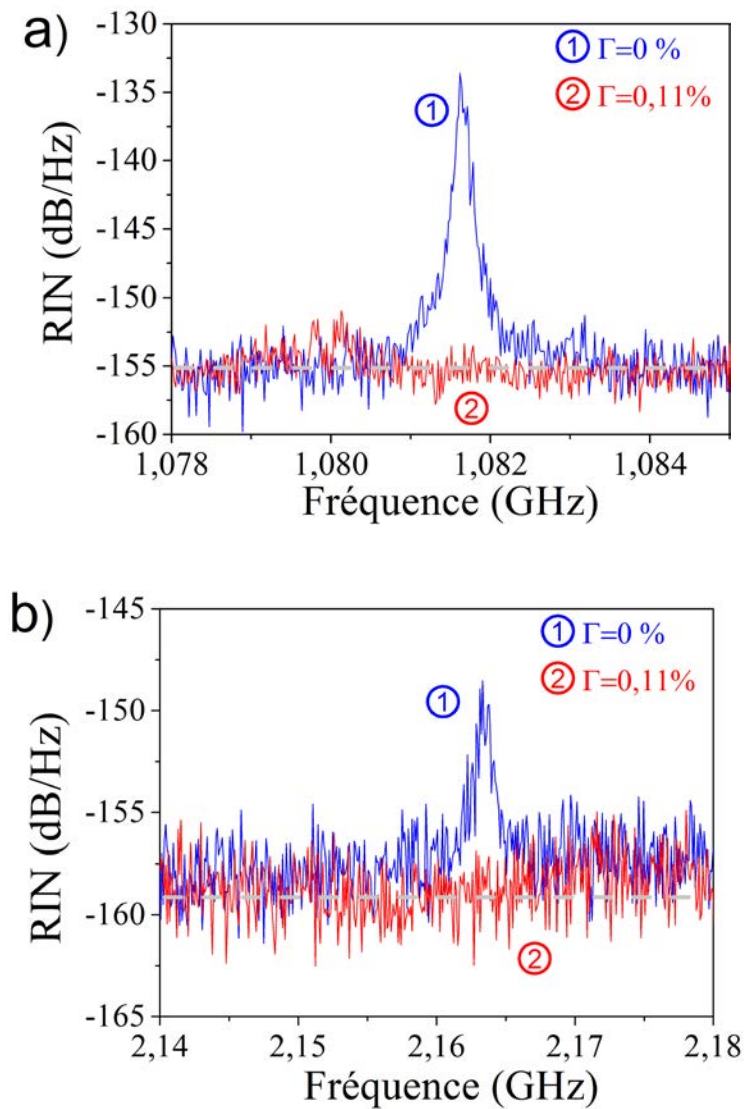 a)
-130
-135
-140
-145
-150
-155
-160
RIN (dB/Hz)
① Γ=0 %
② Γ=0,11%
①
②
1,078 1,080 1,082 1,084
Fréquence (GHz)
b)
-145
-150
-155
-160
-165
RIN (dB/Hz)
① Γ=0 %
② Γ=0,11%
①
②
2,14 2,15 2,16 2,17 2,18
Fréquence (GHz)